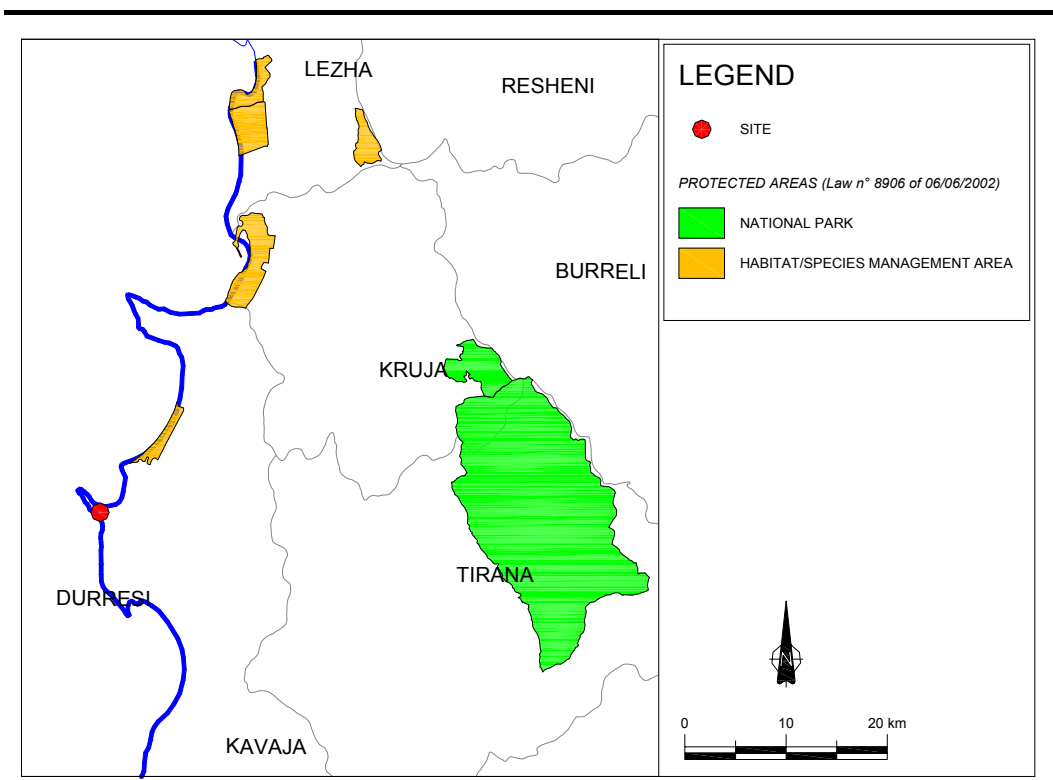 LEZHA
RESHENI
BURRELI
KRUJA
TIRANA
DURRESI
KAVAJA
LEGEND
SITE
PROTECTED AREAS (Law n° 8906 of 06/06/2002)
NATIONAL PARK
HABITAT/SPECIES MANAGEMENT AREA
N
0 10 20 km